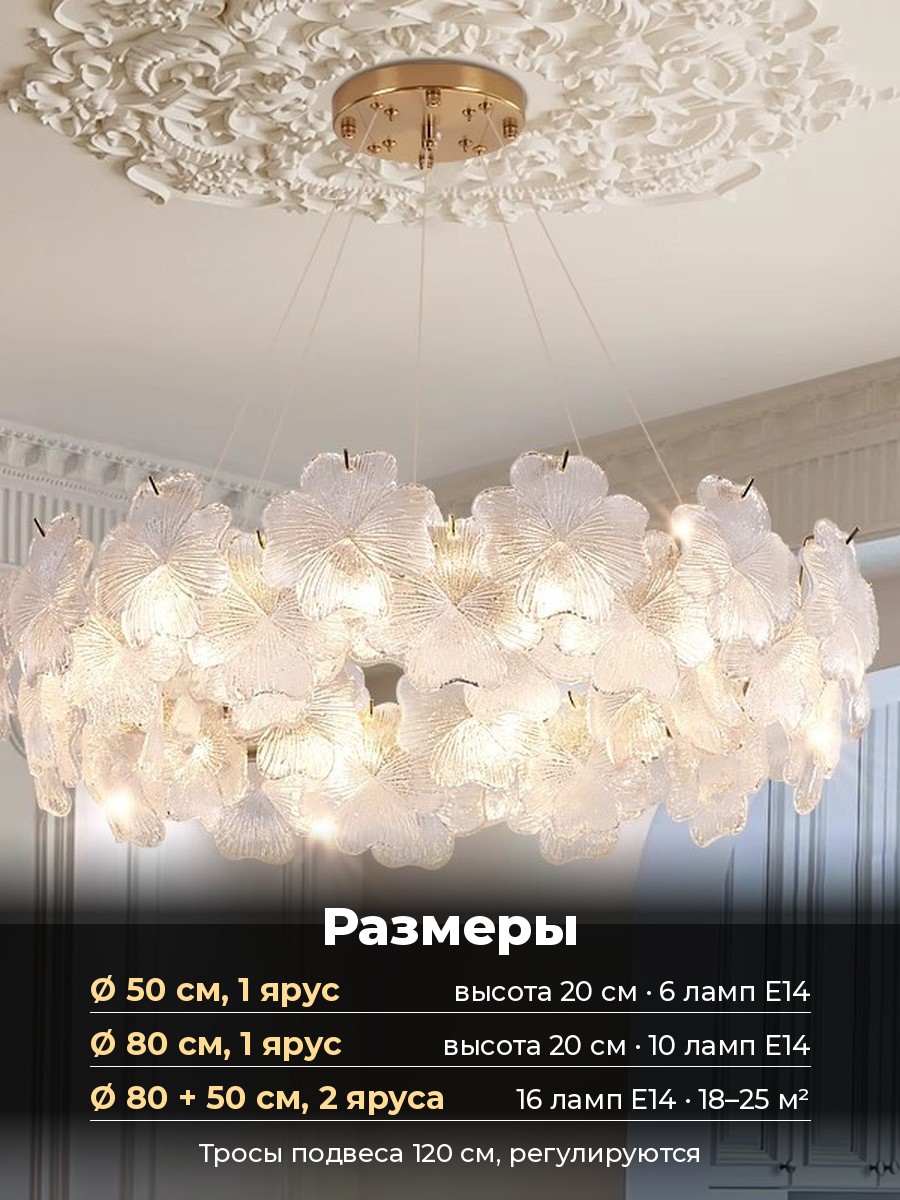 Размеры
Ø 50 см, 1 ярус высота 20 см · 6 ламп E14
Ø 80 см, 1 ярус высота 20 см · 10 ламп E14
Ø 80 + 50 см, 2 яруса 16 ламп E14 · 18–25 м²
Тросы подвеса 120 см, регулируются